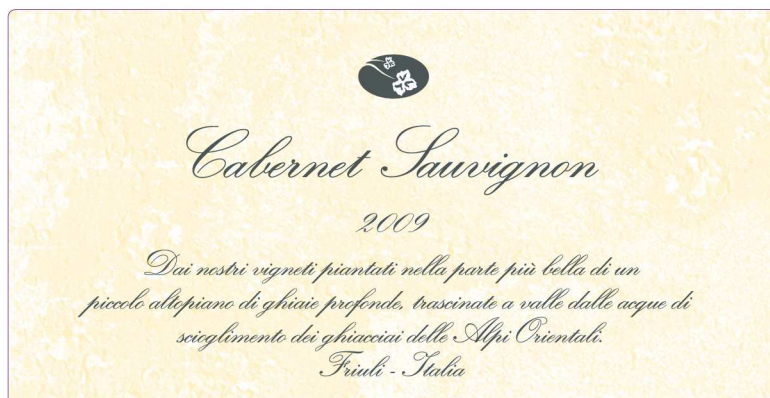 Cabernet Sauvignon
2009
Dai nostri vigneti piantati nella parte più bella di un
piccolo altopiano di ghiaie profonde, trascinate a valle dalle acque di
scioglimento dei ghiacciai delle Alpi Orientali.
Friuli - Italia